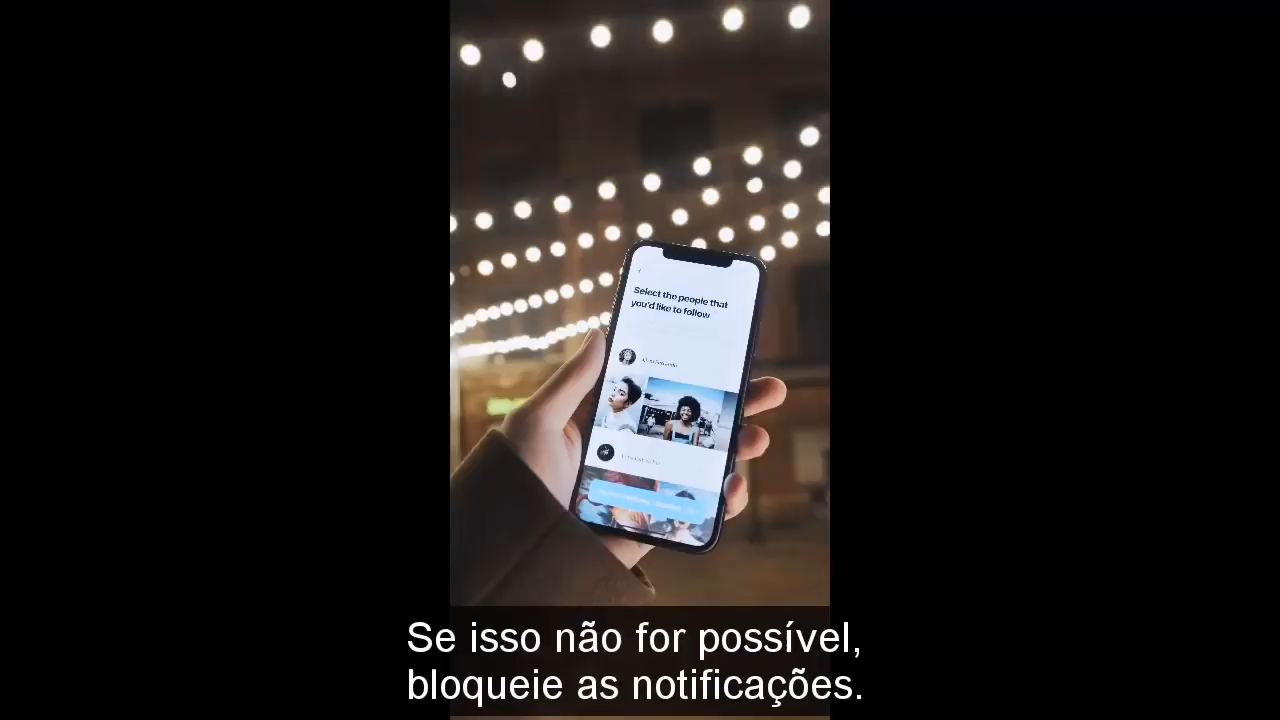 Select the people that
you'd like to follow
Se isso não for possível,
bloqueie as notificações.